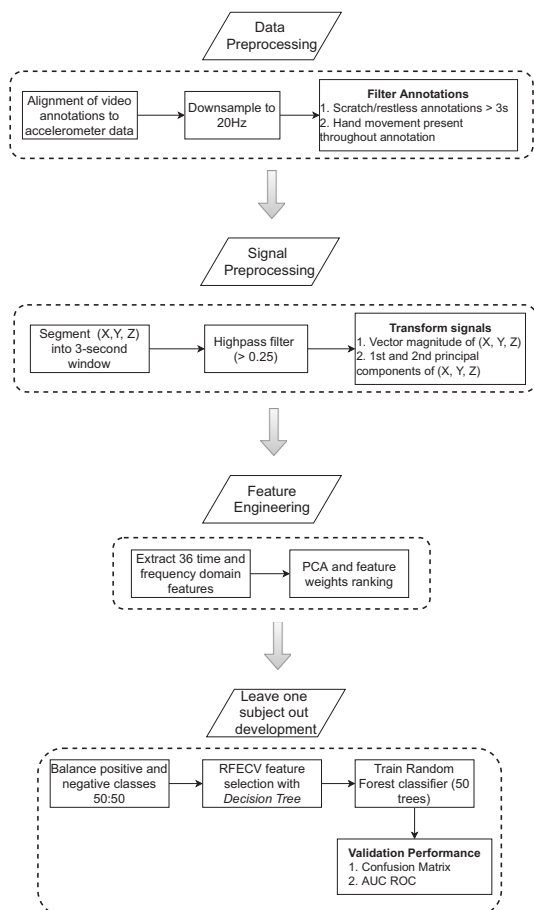 Data
Preprocessing
Alignment of video
annotations to
accelerometer data
Downsample to
20Hz
Filter Annotations
1. Scratch/restless annotations > 3s
2. Hand movement present
throughout annotation
Signal
Preprocessing
Segment (X,Y, Z)
into 3-second
window
Highpass filter
(> 0.25)
Transform signals
1. Vector magnitude of (X, Y, Z)
2. 1st and 2nd principal
components of (X, Y, Z)
Feature
Engineering
Extract 36 time and
frequency domain
features
PCA and feature
weights ranking
Leave one
subject out
development
Balance positive and
negative classes
50:50
RFECV feature
selection with
Decision Tree
Train Random
Forest classifier (50
trees)
Validation Performance
1. Confusion Matrix
2. AUC ROC